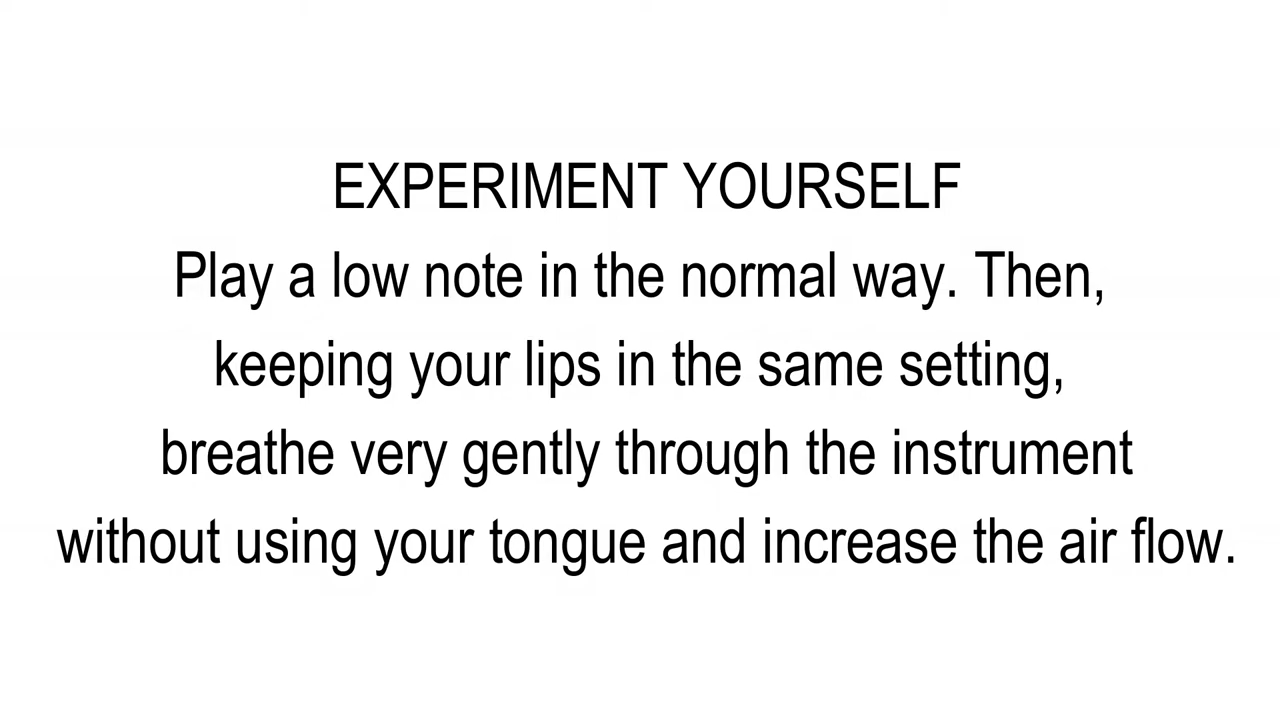 EXPERIMENT YOURSELF
Play a low note in the normal way. Then,
keeping your lips in the same setting,
breathe very gently through the instrument
without using your tongue and increase the air flow.